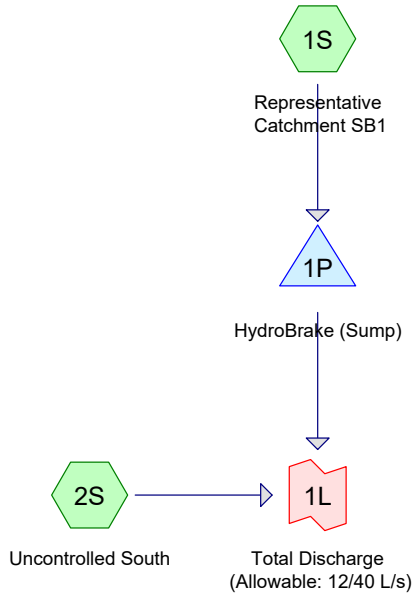 1S
Representative
Catchment SB1
1P
HydroBrake (Sump)
2S
1L
Uncontrolled South
Total Discharge
(Allowable: 12/40 L/s)